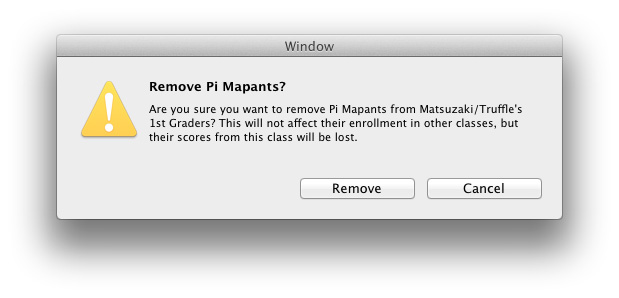 Window
Remove Pi Mapants?
Are you sure you want to remove Pi Mapants from Matsuzaki/Truffle's
1st Graders? This will not affect their enrollment in other classes, but
their scores from this class will be lost.
Remove
Cancel